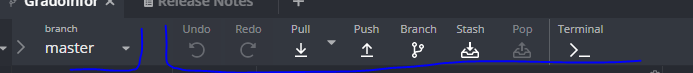 GradoInfor
Release Notes
branch
master
Undo
Redo
Pull
Push
Branch
Stash
Pop
Terminal